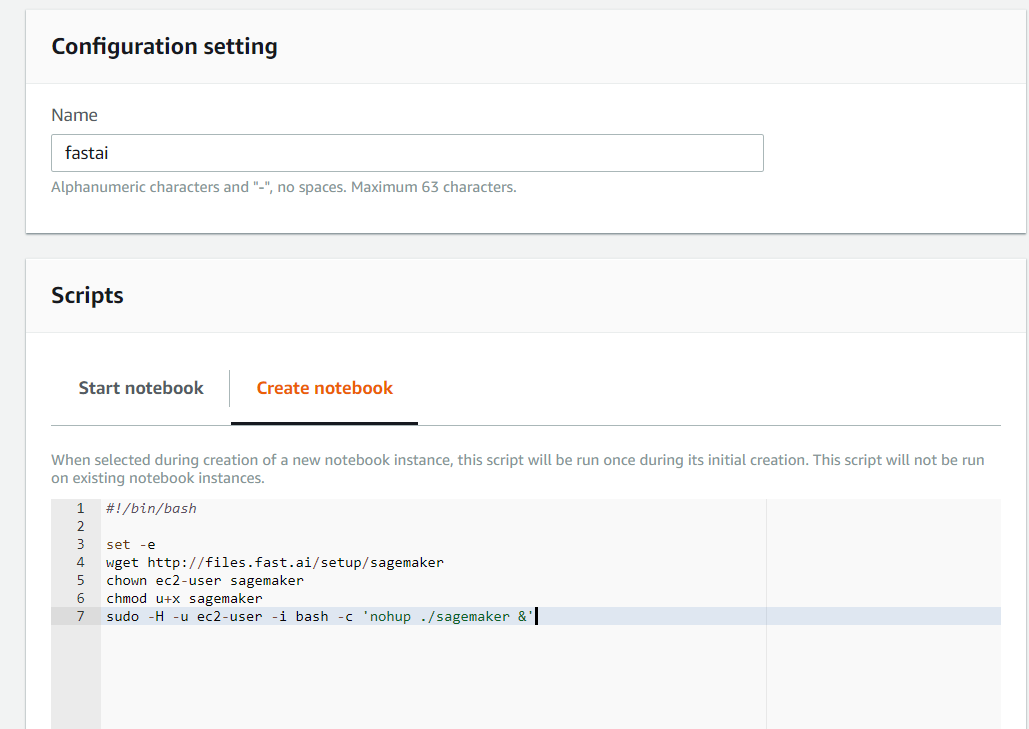 Configuration setting
Name
fastai
Alphanumeric characters and "-", no spaces. Maximum 63 characters.
Scripts
Start notebook
Create notebook
When selected during creation of a new notebook instance, this script will be run once during its initial creation. This script will not be run
on existing notebook instances.
1 #!/bin/bash
2
3 set -e
4 wget http://files.fast.ai/setup/sagemaker
5 chown ec2-user sagemaker
6 chmod u+x sagemaker
7 sudo -H -u ec2-user -i bash -c 'nohup ./sagemaker &'